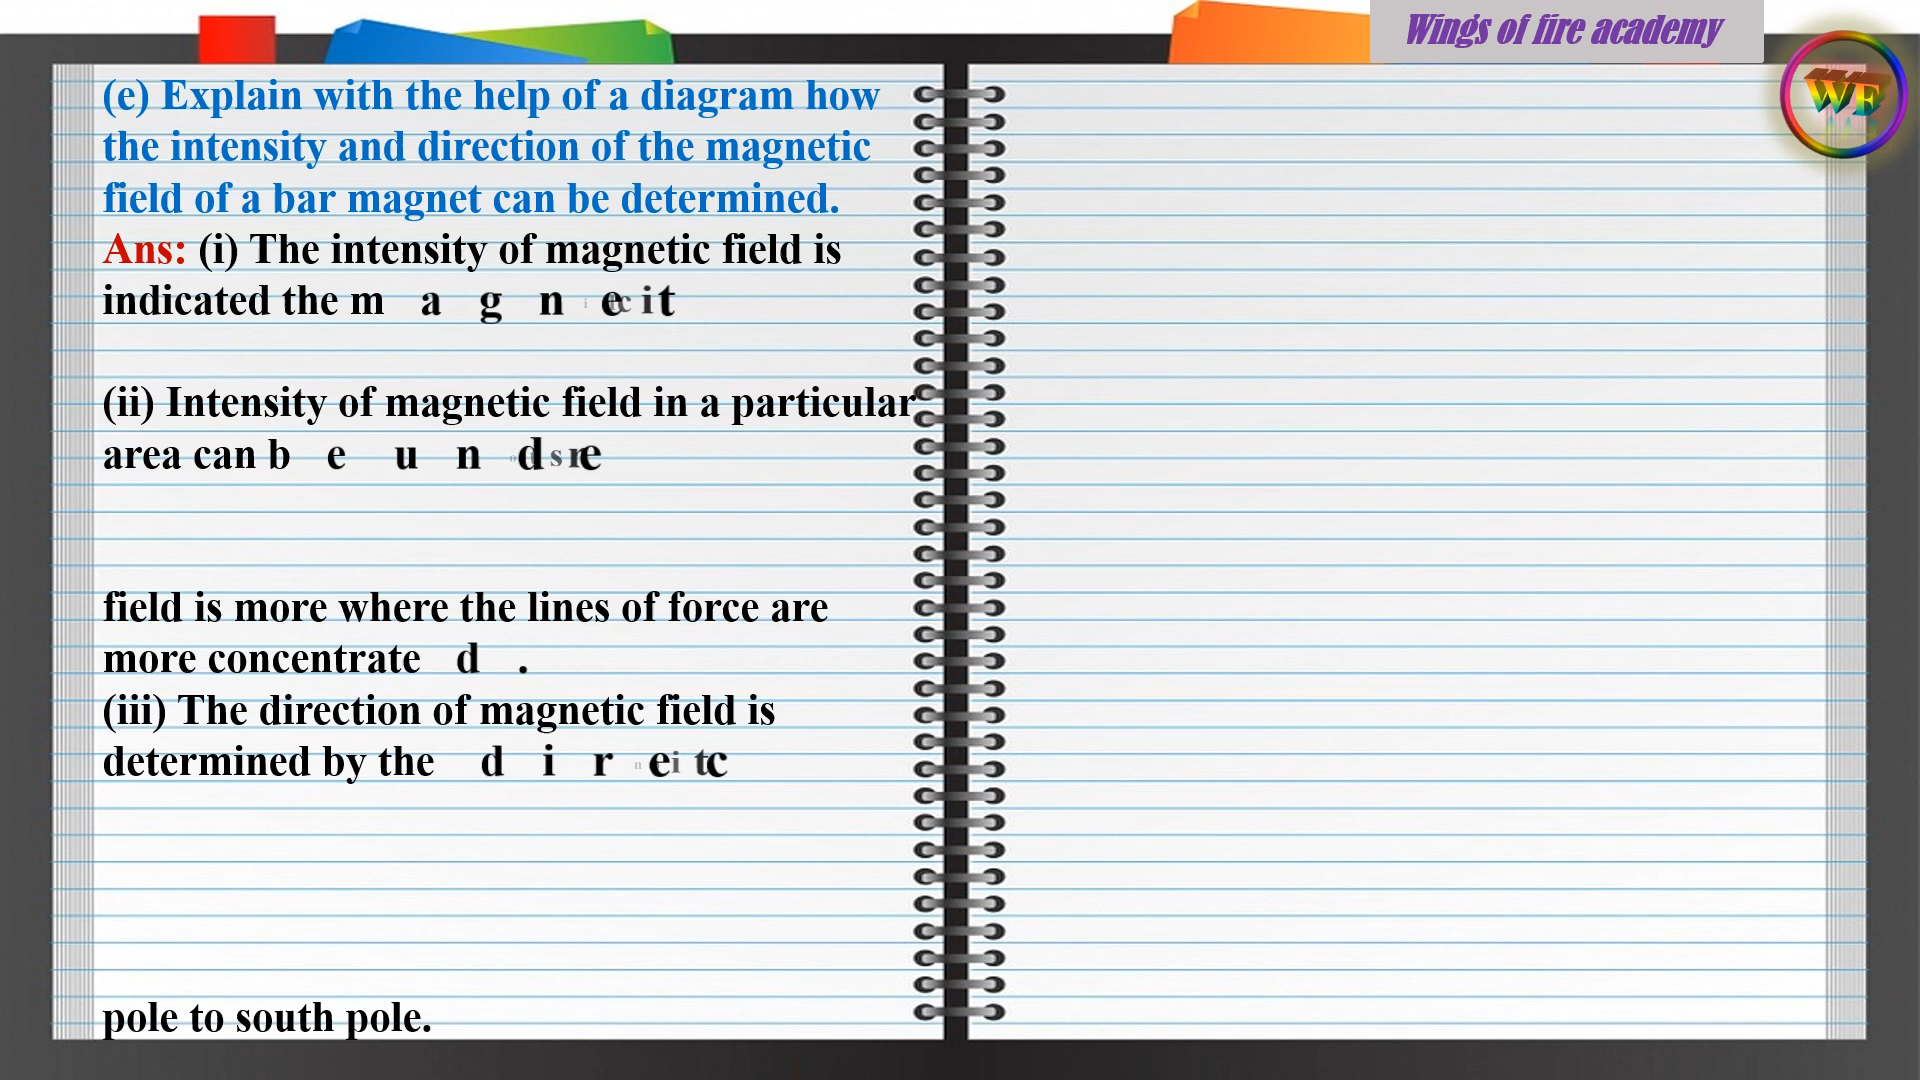 Wings of fire academy
WF
(e) Explain with the help of a diagram how
the intensity and direction of the magnetic
field of a bar magnet can be determined.
Ans: (i) The intensity of magnetic field is
indicated the m a g n e
(ii) Intensity of magnetic field in a particular
area can b e u n d
field is more where the lines of force are
more concentrate d .
(iii) The direction of magnetic field is
determined by the d i r e
pole to south pole.